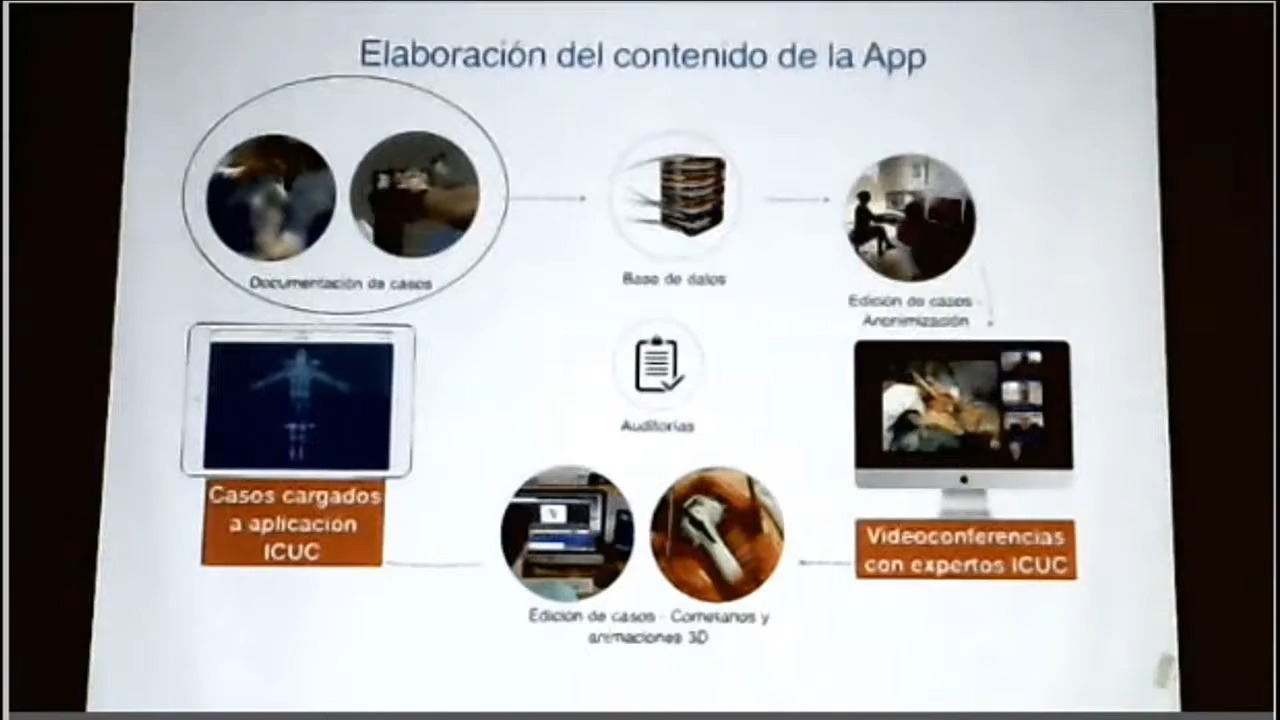 Elaboración del contenido de la App
Documentación de casos
Base de datos
Edición de casos -
Anonimización
Auditorías
Casos cargados
a aplicación
ICUC
Videoconferencias
con expertos ICUC
Edición de casos - Cometarios y
animaciones 3D